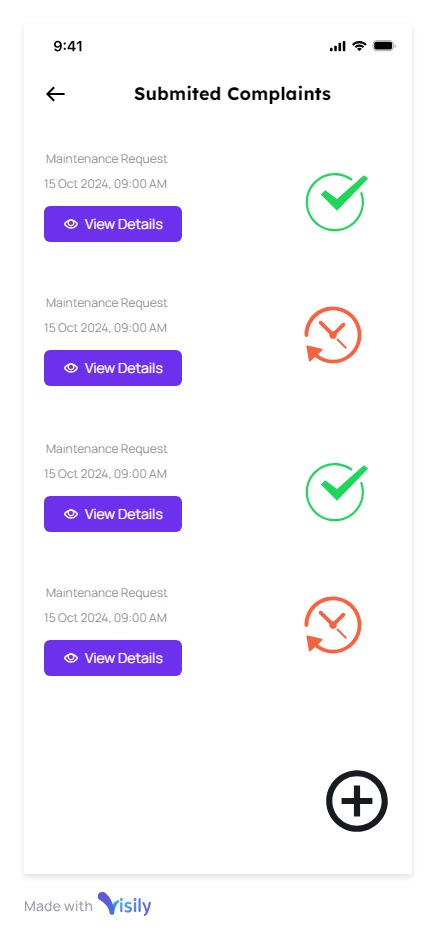 9:41
Submited Complaints
Maintenance Request
15 Oct 2024, 09:00 AM
View Details
Maintenance Request
15 Oct 2024, 09:00 AM
View Details
Maintenance Request
15 Oct 2024, 09:00 AM
View Details
Maintenance Request
15 Oct 2024, 09:00 AM
View Details
Made with Visily